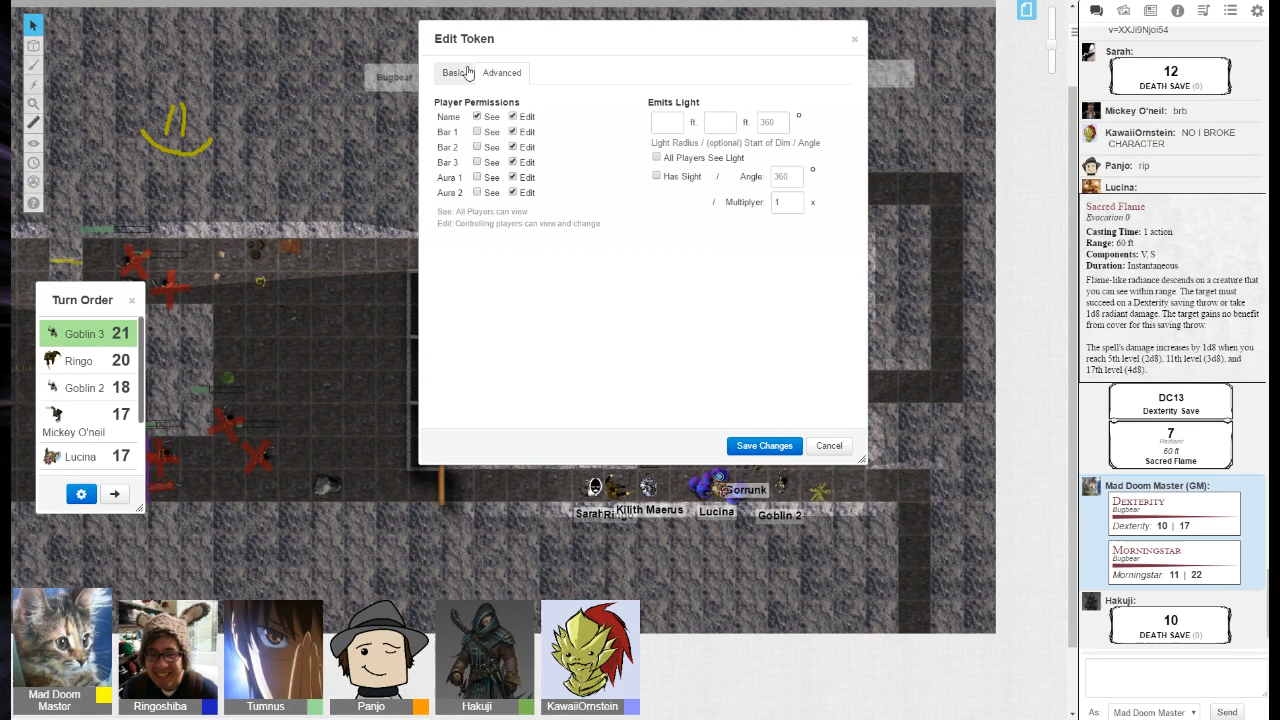 Edit Token
×
Basic
Advanced
Player Permissions
Name See Edit
Bar 1 See Edit
Bar 2 See Edit
Bar 3 See Edit
Aura 1 See Edit
Aura 2 See Edit
See: All Players can view
Edit: Controlling players can view and change
Emits Light
ft. ft. 360 °
Light Radius / (optional) Start of Dim / Angle
All Players See Light
Has Sight / Angle: 360 °
/ Multiplyer: 1 x
Save Changes
Cancel
Bugbear
Turn Order ×
Goblin 3 21
Ringo 20
Goblin 2 18
17
Mickey O'neil
Lucina 17
Sarah
Kilith Maerus
Lucina
Gorrunk
Goblin 2
Mad Doom
Master
Ringoshiba
Tumnus
Panjo
Hakuji
KawaiiOrnstein
v=XXJi9Njoi54
Sarah:
12
DEATH SAVE (0)
Mickey O'neil: brb
KawaiiOrnstein: NO I BROKE
CHARACTER
Panjo: rip
Lucina:
Sacred Flame
Evocation 0
Casting Time: 1 action
Range: 60 ft
Components: V, S
Duration: Instantaneous
Flame-like radiance descends on a creature that
you can see within range. The target must
succeed on a Dexterity saving throw or take
1d8 radiant damage. The target gains no benefit
from cover for this saving throw.
The spell's damage increases by 1d8 when you
reach 5th level (2d8), 11th level (3d8), and
17th level (4d8).
DC13
Dexterity Save
7
Radiant
60 ft
Sacred Flame
Mad Doom Master (GM):
DEXTERITY
Bugbear
Dexterity: 10 | 17
MORNINGSTAR
Bugbear
Morningstar: 11 | 22
Hakuji:
10
DEATH SAVE (0)
As: Mad Doom Master
Send